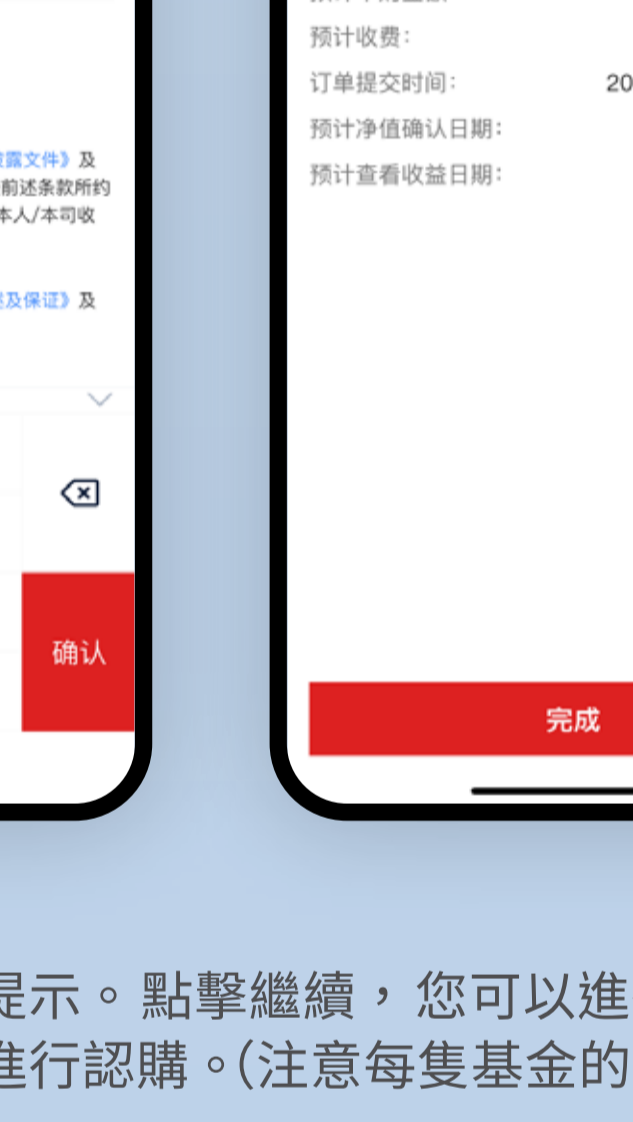 露文件》及
前述条款所约
本人/本司收
及保证》及
确认
预计收费：
订单提交时间： 20
预计净值确认日期：
预计查看收益日期：
完成
提示。點擊繼續，您可以進
進行認購。(注意每隻基金的